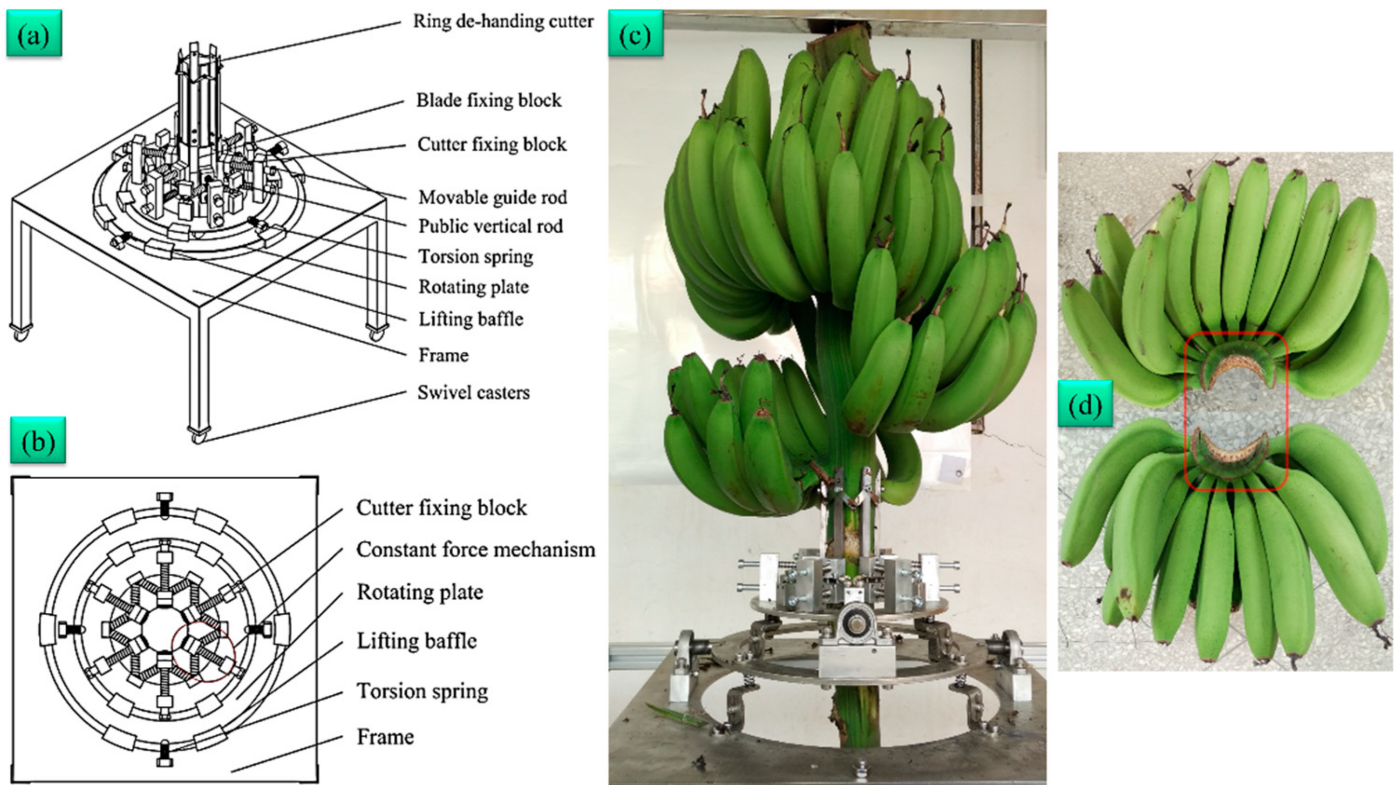 (a)
Ring de-handing cutter
Blade fixing block
Cutter fixing block
Movable guide rod
Public vertical rod
Torsion spring
Rotating plate
Lifting baffle
Frame
Swivel casters
(b)
Cutter fixing block
Constant force mechanism
Rotating plate
Lifting baffle
Torsion spring
Frame
(c)
(d)